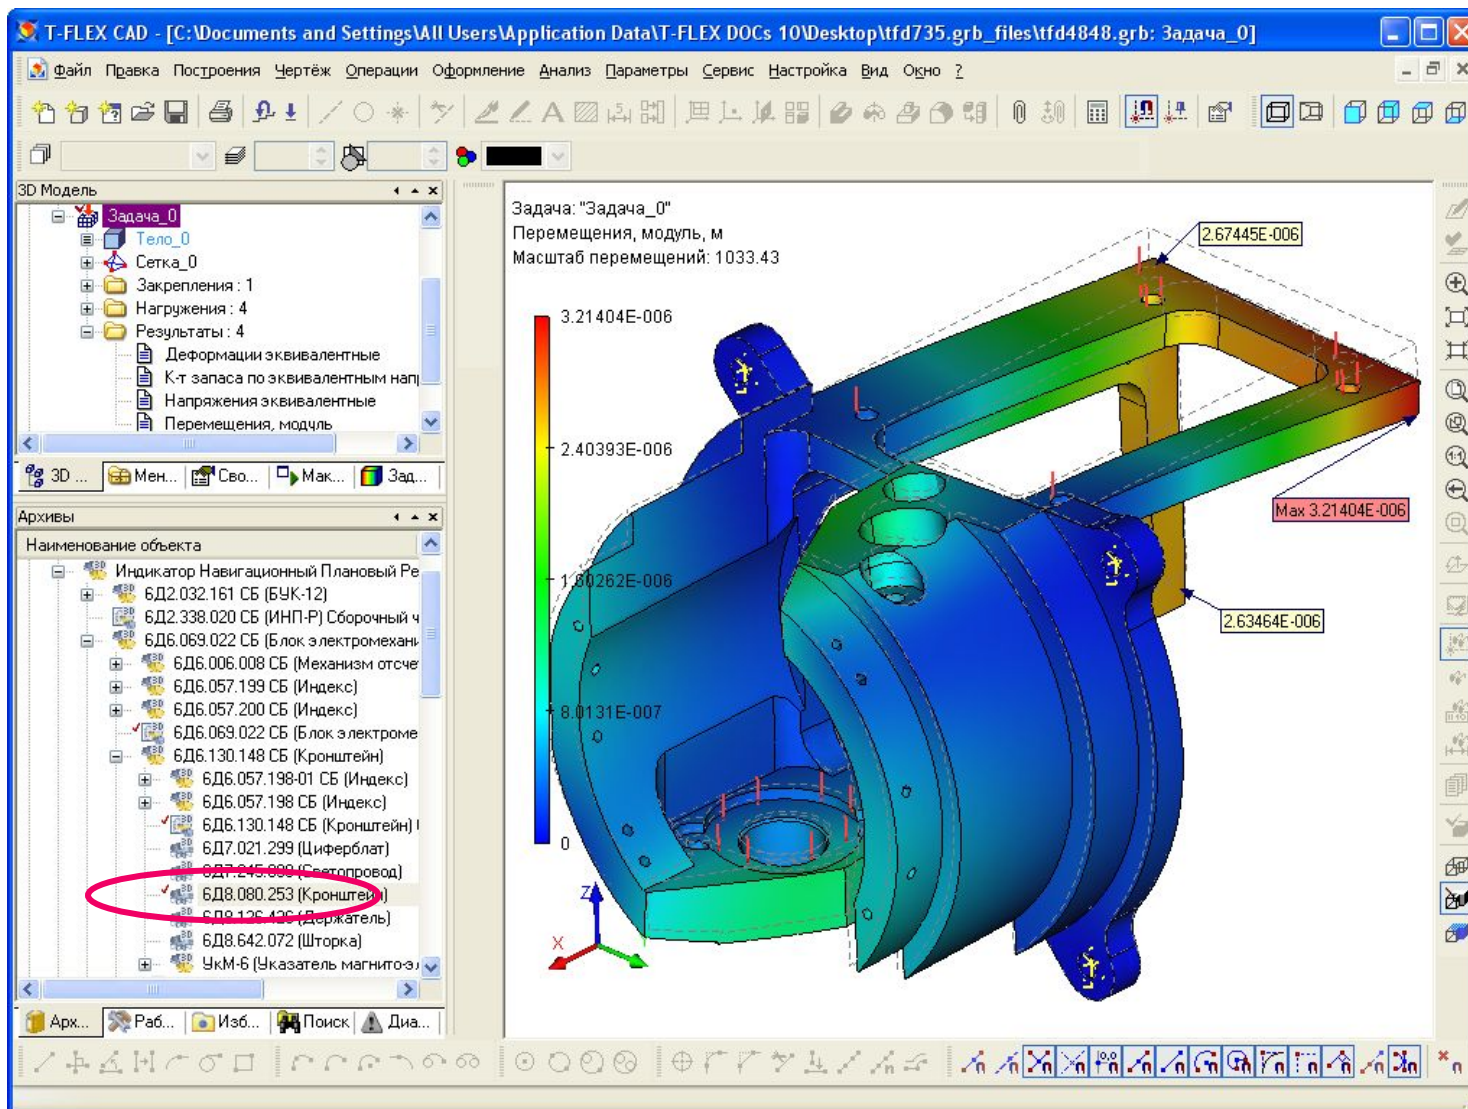 T-FLEX CAD - [C:\Documents and Settings\All Users\Application Data\T-FLEX DOCs 10\Desktop\tfd735.grb_files\tfd4848.grb: Задача_0]
Файл Правка Построения Чертёж Операции Оформление Анализ Параметры Сервис Настройка Вид Окно ?
3D Модель
Задача_0
Тело_0
Сетка_0
Закрепления : 1
Нагружения : 4
Результаты : 4
Деформации эквивалентные
К-т запаса по эквивалентным нап
Напряжения эквивалентные
Перемещения, модуль
3D ... Мен... Сво... Мак... Зад...
Архивы
Наименование объекта
Индикатор Навигационный Плановый Ре
6Д2.032.161 СБ (БУК-12)
6Д2.338.020 СБ (ИНП-Р) Сборочный ч
6Д6.069.022 СБ (Блок электромехани
6Д6.006.008 СБ (Механизм отсче
6Д6.057.199 СБ (Индекс)
6Д6.057.200 СБ (Индекс)
6Д6.069.022 СБ (Блок электроме
6Д6.130.148 СБ (Кронштейн)
6Д6.057.198-01 СБ (Индекс)
6Д6.057.198 СБ (Индекс)
6Д6.130.148 СБ (Кронштейн)
6Д7.021.299 (Циферблат)
(Светопровод)
6Д8.080.253 (Кронштейн)
6Д8.126.426 (Держатель)
6Д8.642.072 (Шторка)
УкМ-6 (Указатель магнито-э
Арх... Раб... Изб... Поиск Диа...
Задача: "Задача_0"
Перемещения, модуль, м
Масштаб перемещений: 1033.43
3.21404E-006
2.40393E-006
1.60262E-006
8.0131E-007
0
2.67445E-006
Max 3.21404E-006
2.63464E-006
Z
X